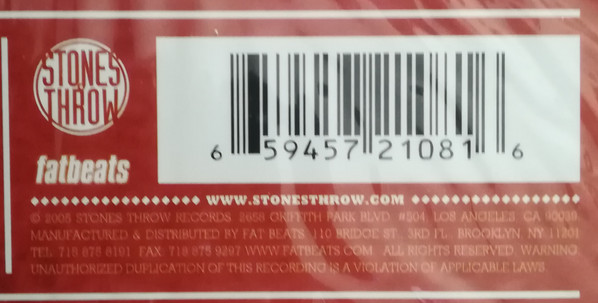 STONES
THROW
fatbeats
6 59457 21081 6
WWW.STONESTHROW.COM
© 2005 STONES THROW RECORDS 2658 GRIFFITH PARK BLVD. #504 LOS ANGELES, CA 90039
MANUFACTURED & DISTRIBUTED BY FAT BEATS 110 BRIDGE ST. 3RD FL. BROOKLYN, NY 11201
TEL: 718 875 8191 FAX: 718 875 9297 WWW.FATBEATS.COM. ALL RIGHTS RESERVED. WARNING
UNAUTHORIZED DUPLICATION OF THIS RECORDING IS A VIOLATION OF APPLICABLE LAWS.